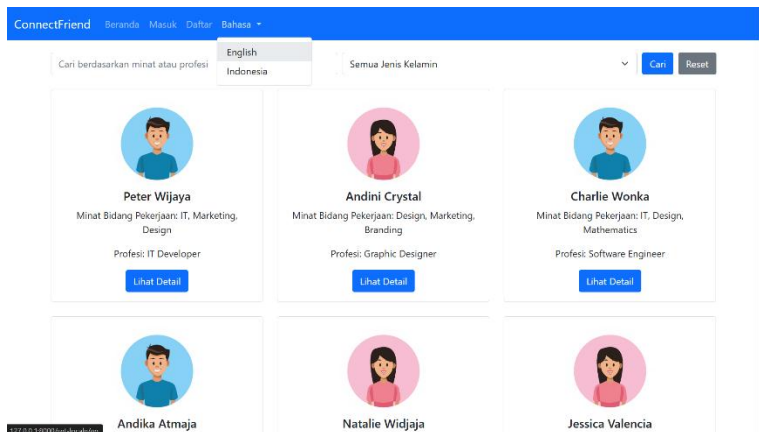 ConnectFriend Beranda Masuk Daftar Bahasa
English
Indonesia
Cari berdasarkan minat atau profesi Semua Jenis Kelamin Cari Reset
Peter Wijaya
Minat Bidang Pekerjaan: IT, Marketing,
Design
Profesi: IT Developer
Lihat Detail
Andini Crystal
Minat Bidang Pekerjaan: Design, Marketing,
Branding
Profesi: Graphic Designer
Lihat Detail
Charlie Wonka
Minat Bidang Pekerjaan: IT, Design,
Mathematics
Profesi: Software Engineer
Lihat Detail
Andika Atmaja
Natalie Widjaja
Jessica Valencia